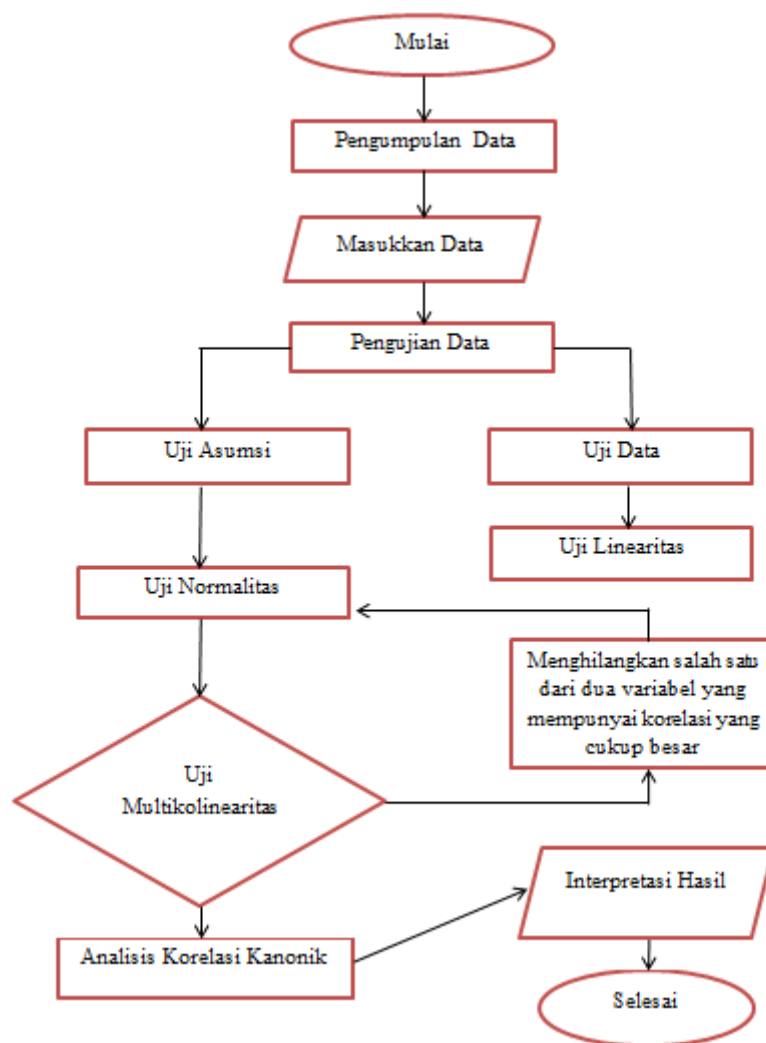 Mulai
Pengumpulan Data
Masukkan Data
Pengujian Data
Uji Asumsi
Uji Data
Uji Linearitas
Uji Normalitas
Menghilangkan salah satu
dari dua variabel yang
mempunyai korelasi yang
cukup besar
Uji
Multikolinearitas
Interpretasi Hasil
Analisis Korelasi Kanonik
Selesai